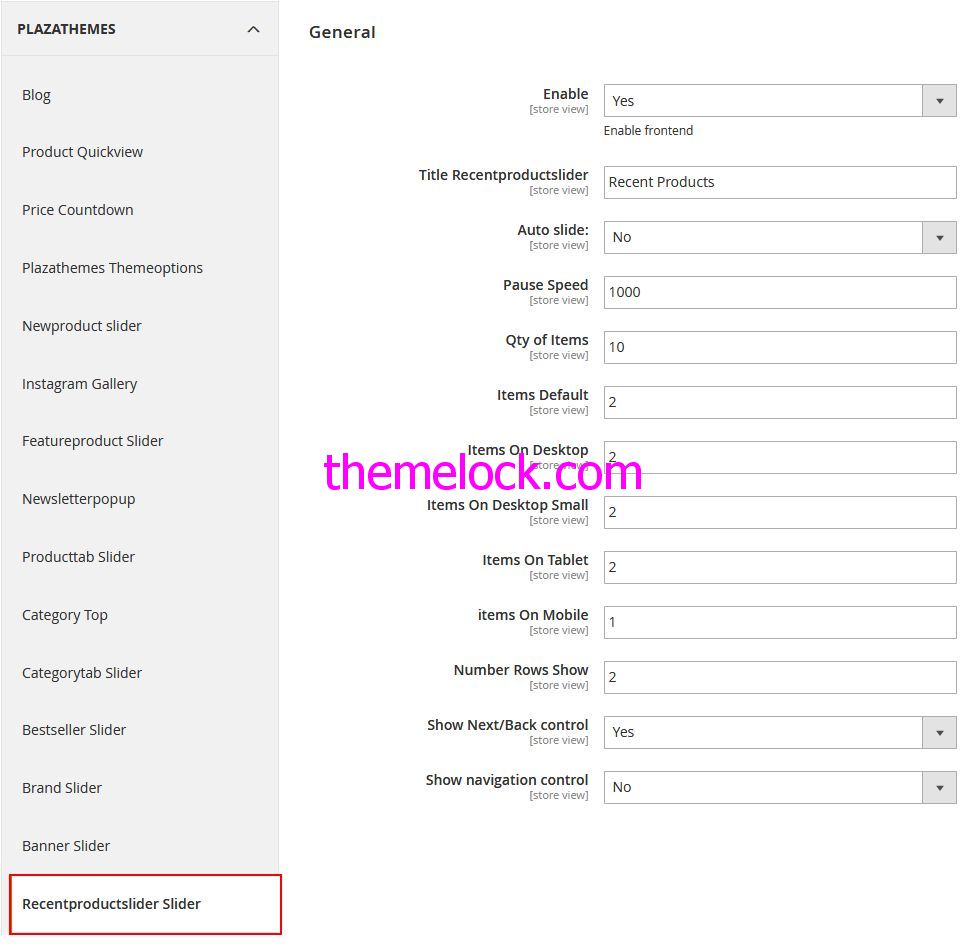 PLAZATHEMES
Blog
Product Quickview
Price Countdown
Plazathemes Themeoptions
Newproduct slider
Instagram Gallery
Featureproduct Slider
Newsletterpopup
Producttab Slider
Category Top
Categorytab Slider
Bestseller Slider
Brand Slider
Banner Slider
Recentproductslider Slider
General
Enable
[store view]
Yes
Enable frontend
Title Recentproductslider
[store view]
Recent Products
Auto slide:
[store view]
No
Pause Speed
[store view]
1000
Qty of Items
[store view]
10
Items Default
[store view]
2
Items On Desktop
[store view]
2
themelock.com
Items On Desktop Small
[store view]
2
Items On Tablet
[store view]
2
items On Mobile
[store view]
1
Number Rows Show
[store view]
2
Show Next/Back control
[store view]
Yes
Show navigation control
[store view]
No